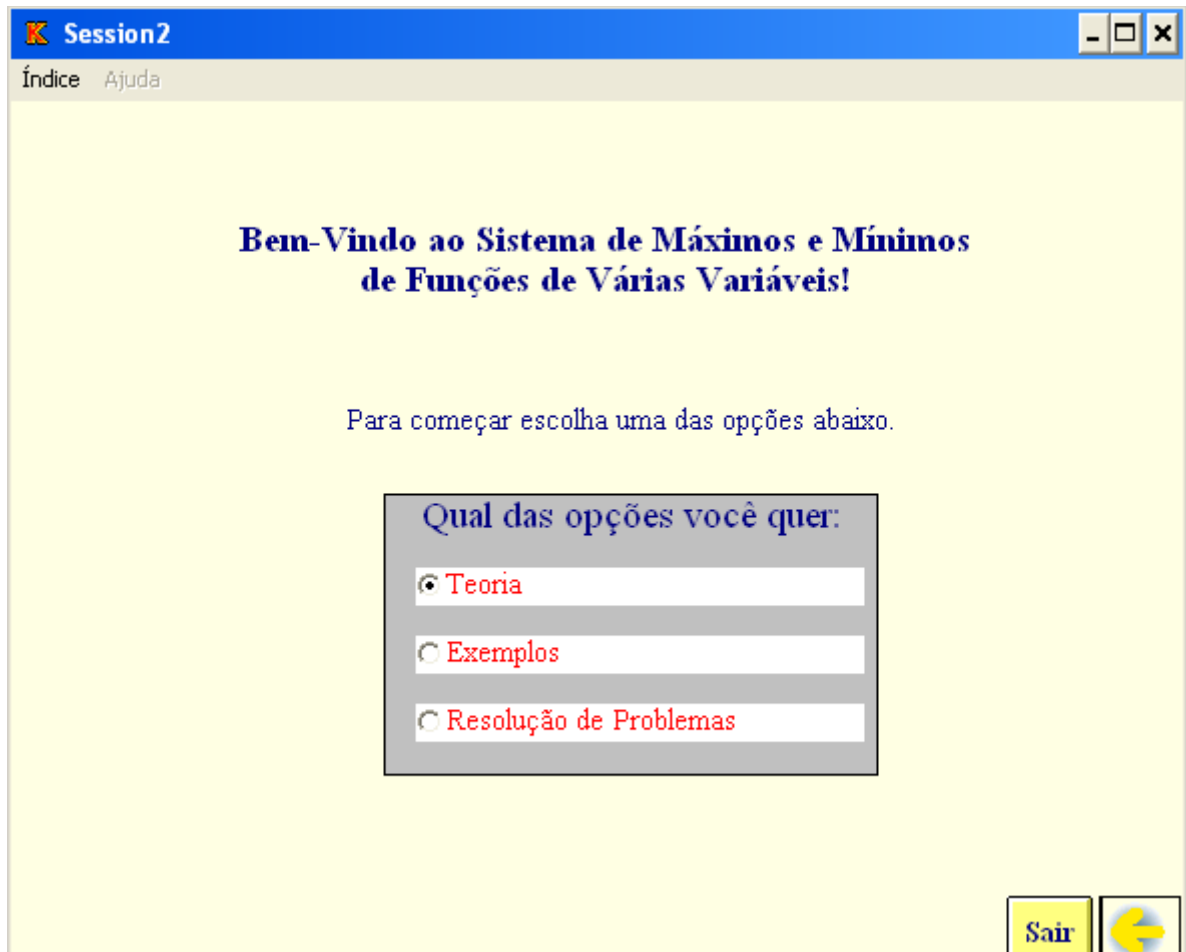 K Session2
Índice Ajuda
Bem-Vindo ao Sistema de Máximos e Mínimos
de Funções de Várias Variáveis!
Para começar escolha uma das opções abaixo.
Qual das opções você quer:
Teoria
Exemplos
Resolução de Problemas
Sair